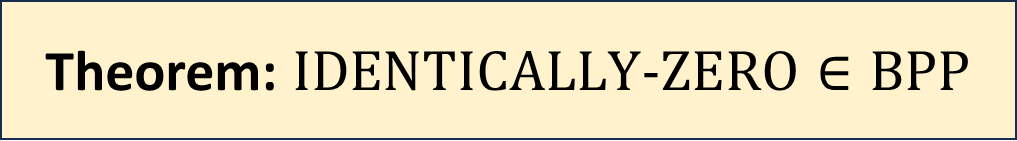 Theorem: IDENTICALLY-ZERO ∈ BPP